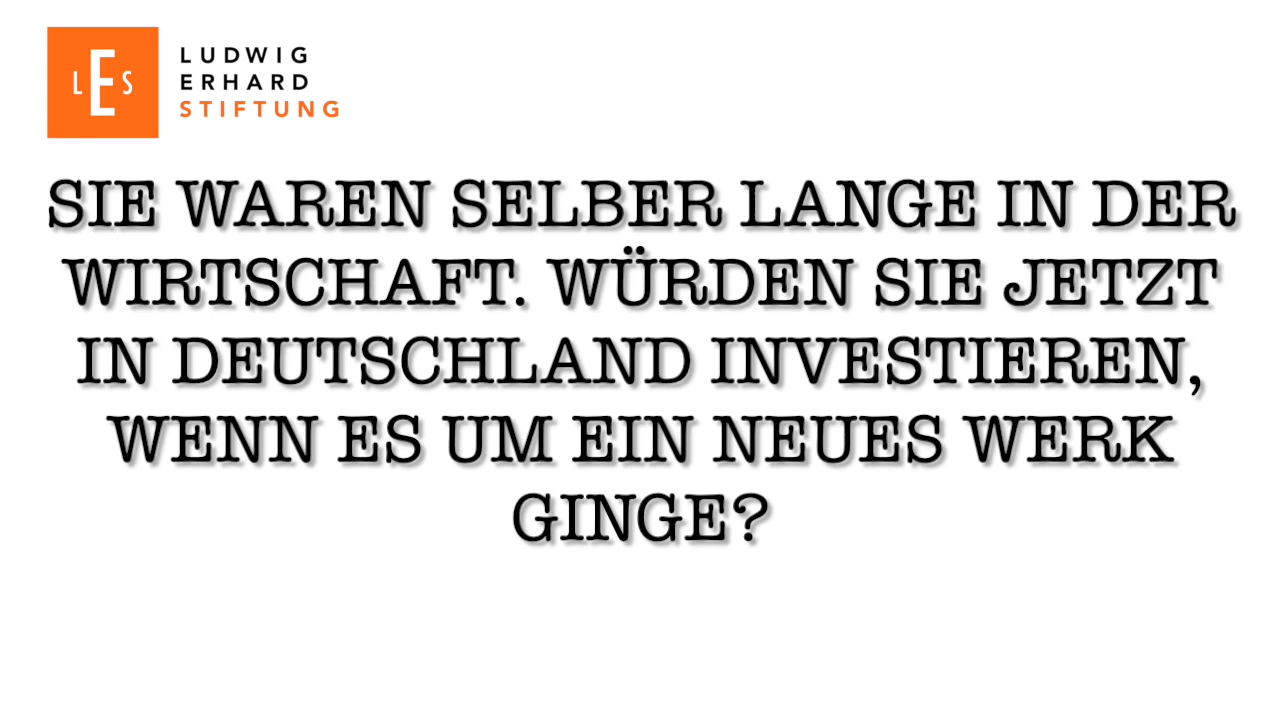 LES
LUDWIG
ERHARD
STIFTUNG
SIE WAREN SELBER LANGE IN DER
WIRTSCHAFT. WÜRDEN SIE JETZT
IN DEUTSCHLAND INVESTIEREN,
WENN ES UM EIN NEUES WERK
GINGE?